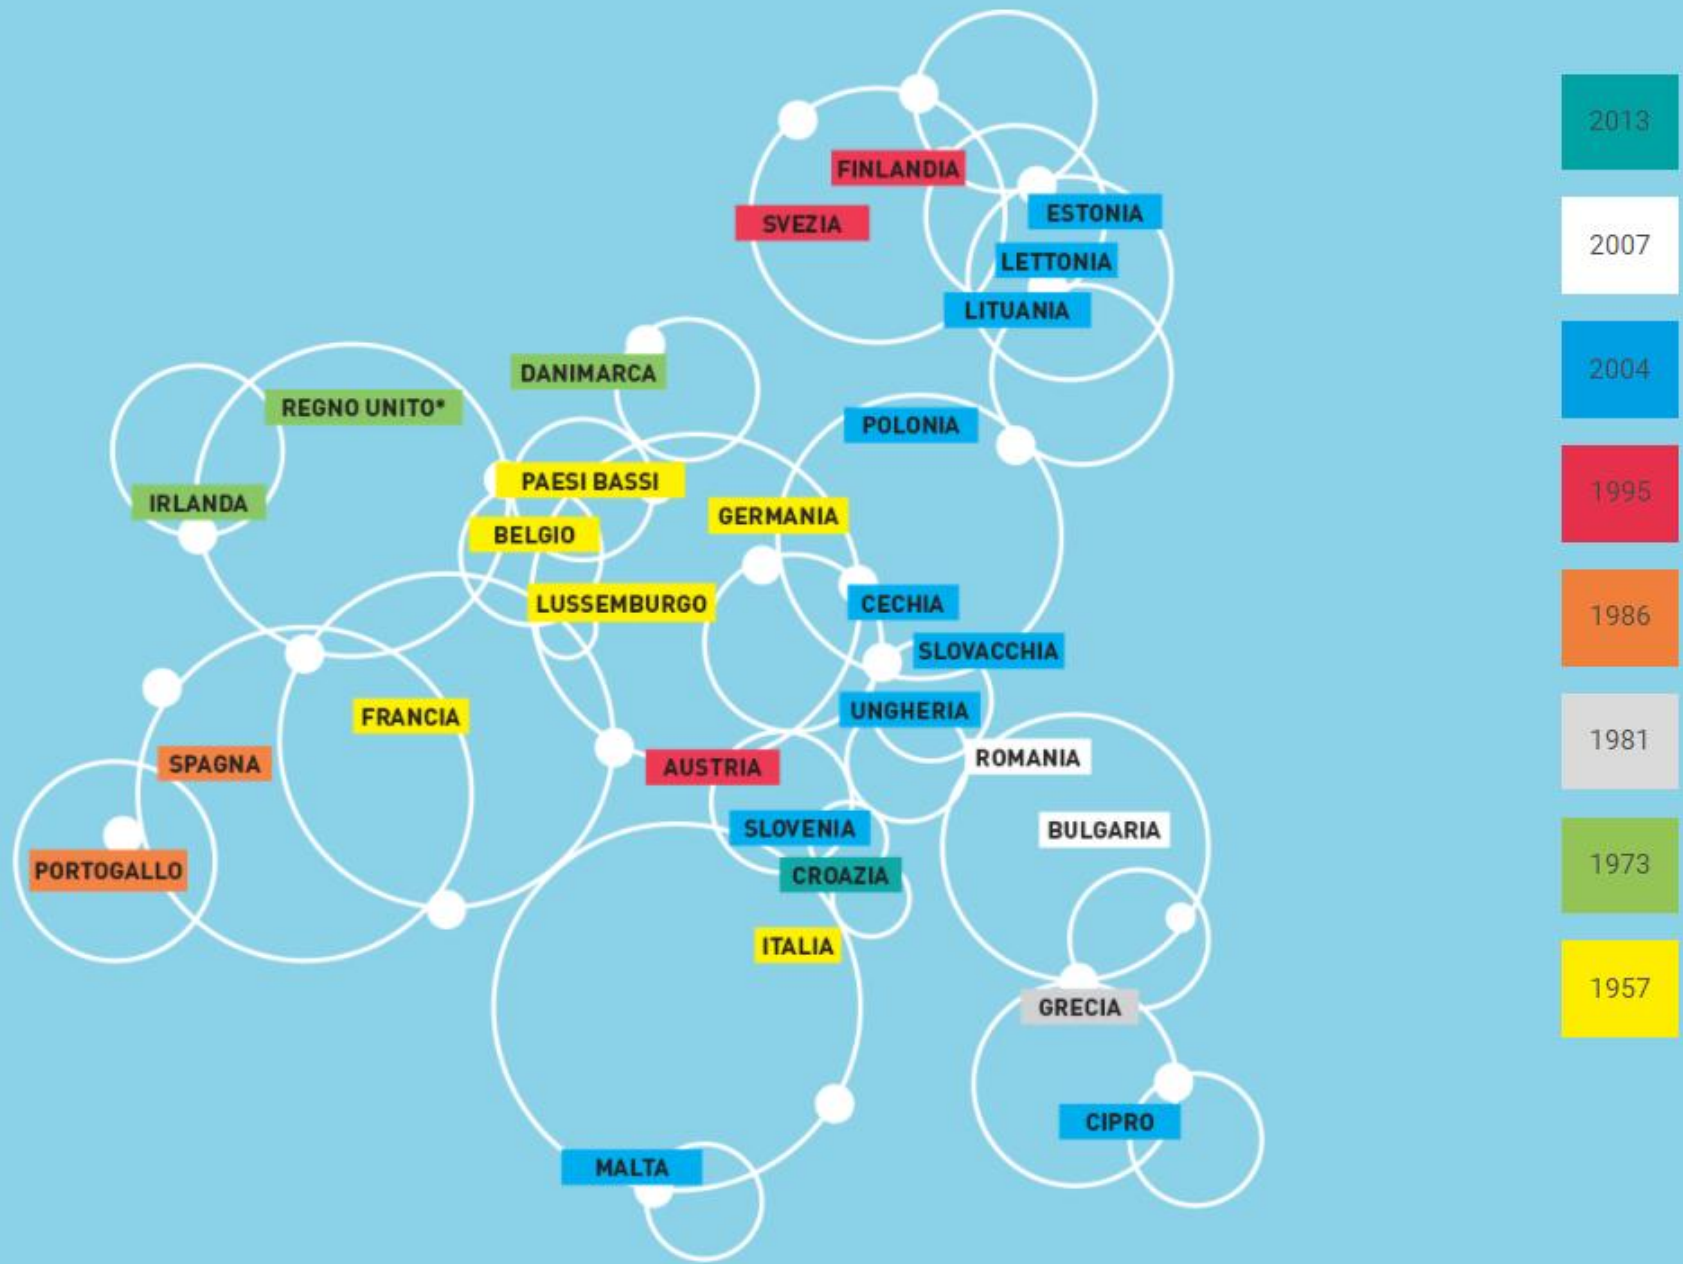 FINLANDIA
SVEZIA
ESTONIA
LETTONIA
LITUANIA
DANIMARCA
REGNO UNITO*
POLONIA
PAESI BASSI
IRLANDA
GERMANIA
BELGIO
LUSSEMBURGO
CECHIA
SLOVACCHIA
FRANCIA
UNGHERIA
SPAGNA
AUSTRIA
ROMANIA
SLOVENIA
BULGARIA
PORTOGALLO
CROAZIA
ITALIA
GRECIA
CIPRO
MALTA
2013
2007
2004
1995
1986
1981
1973
1957